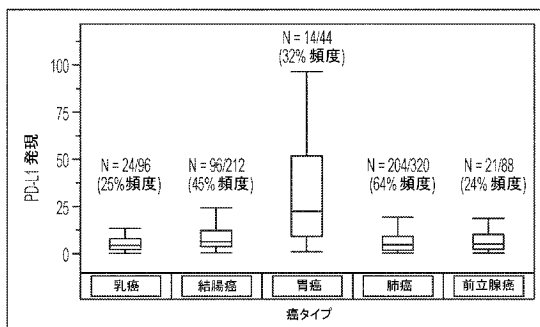 N = 14/44
(32% 頻度)
100
75
PD-L1 発現
50
25
0
N = 24/96
(25% 頻度)
N = 96/212
(45% 頻度)
N = 204/320
(64% 頻度)
N = 21/88
(24% 頻度)
乳癌
結腸癌
胃癌
肺癌
前立腺癌
癌タイプ